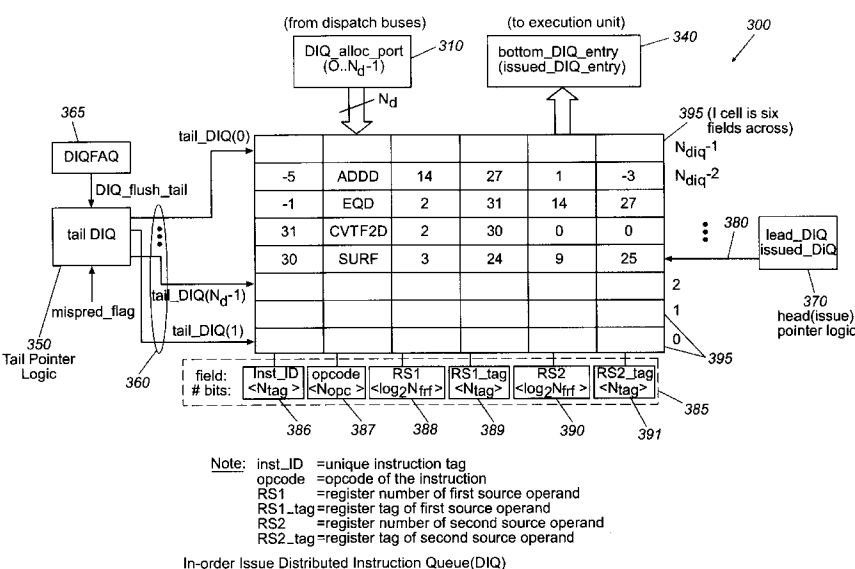 (from dispatch buses)
(to execution unit)
300
DIQ_alloc_port
(0..Nd-1)
310
bottom_DIQ_entry
(issued_DIQ_entry)
340
Nd
365
DIQFAQ
tail_DIQ(0)
395 (I cell is six
fields across)
Ndiq-1
Ndiq-2
DIQ_flush_tail
-5 ADDD 14 27 1 -3
-1 EQD 2 31 14 27
31 CVTF2D 2 30 0 0
30 SURF 3 24 9 25
tail DIQ
380
lead_DIQ
issued_DiQ
tail_DIQ(Nd-1)
2
1
0
mispred_flag
350
Tail Pointer
Logic
tail_DIQ(1)
360
370
head(issue)
pointer logic
395
field:
# bits:
Inst_ID
<Ntag>
opcode
<Nopc>
RS1
<log2Nfrf>
RS1_tag
<Ntag>
RS2
<log2Nfrf>
RS2_tag
<Ntag>
385
386
387
388
389
390
391
Note: inst_ID =unique instruction tag
opcode =opcode of the instruction
RS1 =register number of first source operand
RS1_tag=register tag of first source operand
RS2 =register number of second source operand
RS2_tag=register tag of second source operand
In-order Issue Distributed Instruction Queue(DIQ)